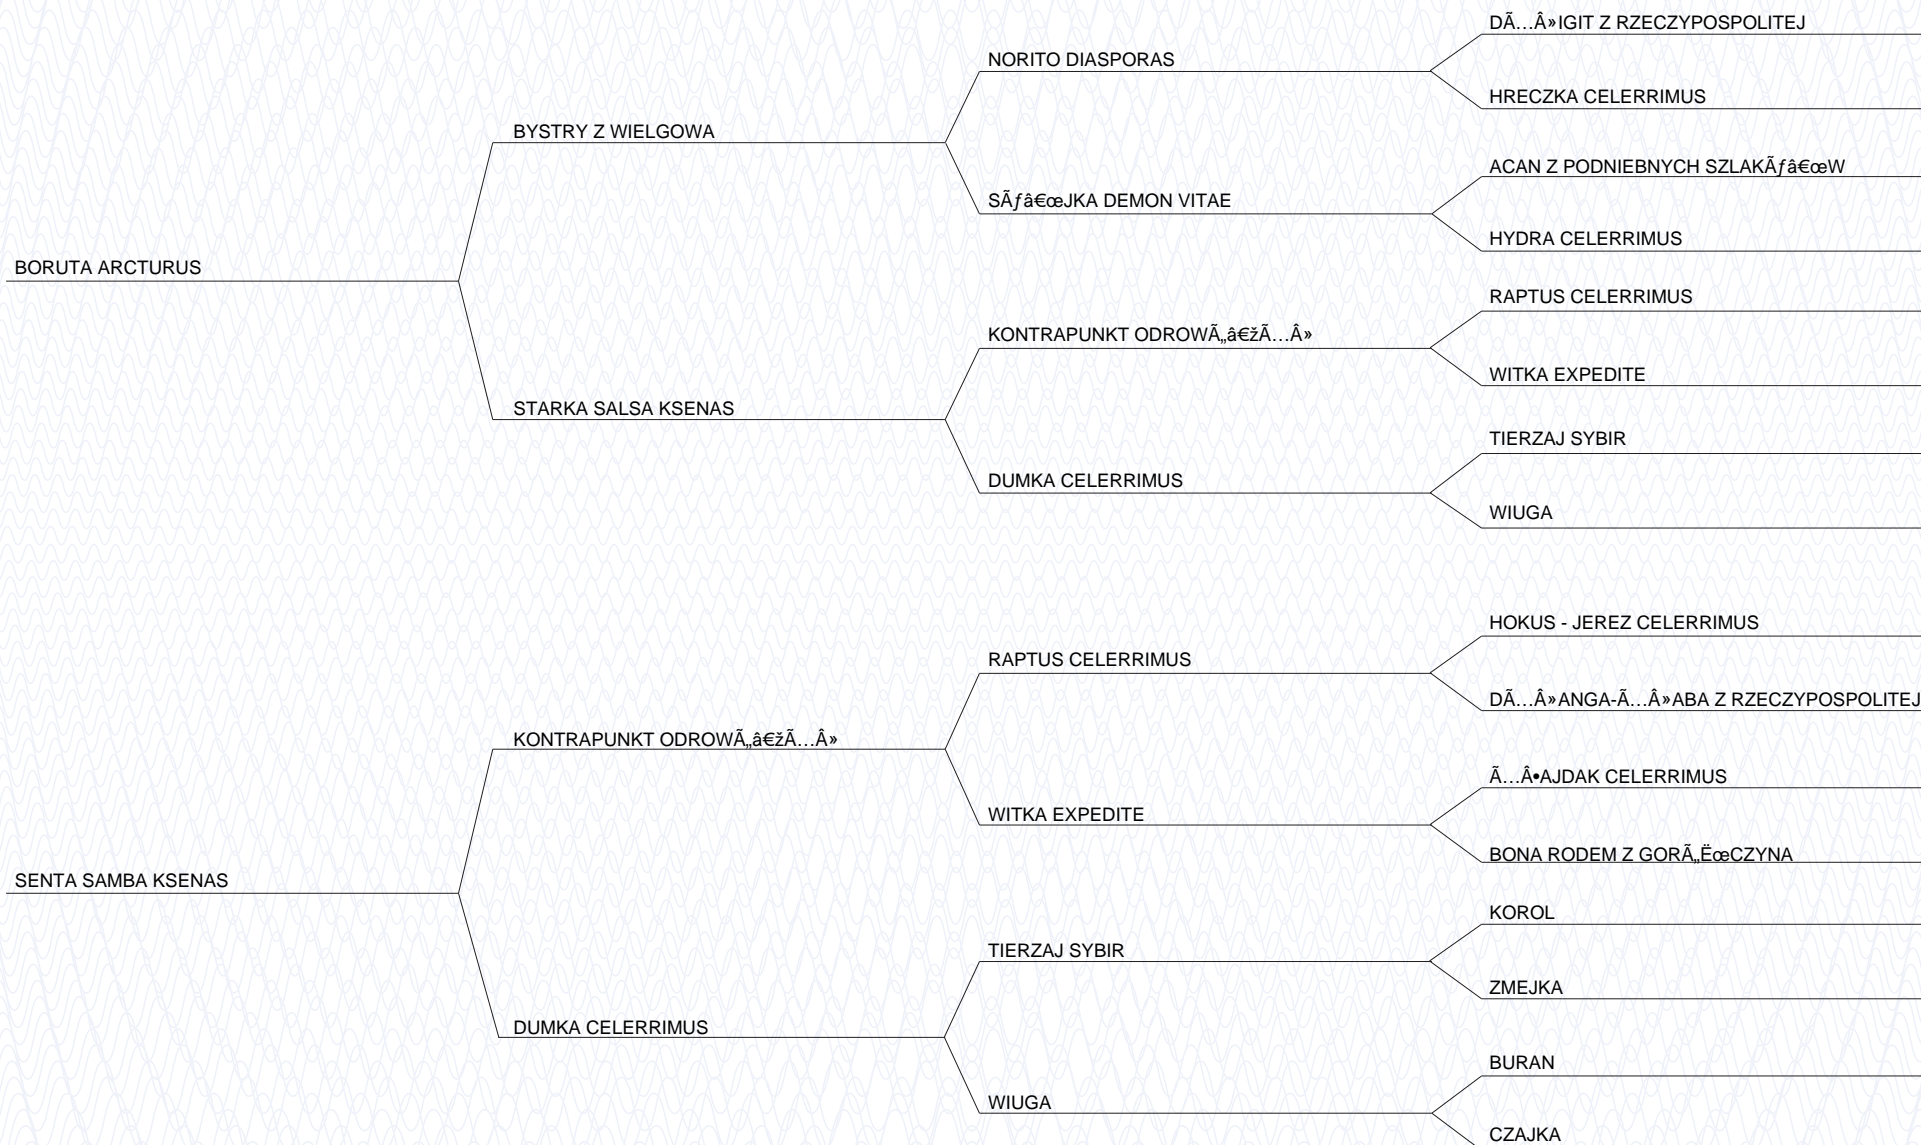 DÃ…Â»IGIT Z RZECZYPOSPOLITEJ
NORITO DIASPORAS
HRECZKA CELERRIMUS
BYSTRY Z WIELGOWA
ACAN Z PODNIEBNYCH SZLAKÃƒâ€œW
SÃƒâ€œJKA DEMON VITAE
HYDRA CELERRIMUS
BORUTA ARCTURUS
RAPTUS CELERRIMUS
KONTRAPUNKT ODROWÃ„â€žÃ…Â»
WITKA EXPEDITE
STARKA SALSA KSENAS
TIERZAJ SYBIR
DUMKA CELERRIMUS
WIUGA
HOKUS - JEREZ CELERRIMUS
RAPTUS CELERRIMUS
DÃ…Â»ANGA-Ã…Â»ABA Z RZECZYPOSPOLITEJ
KONTRAPUNKT ODROWÃ„â€žÃ…Â»
Ã…Â•AJDAK CELERRIMUS
WITKA EXPEDITE
BONA RODEM Z GORÃ„ËœCZYNA
SENTA SAMBA KSENAS
KOROL
TIERZAJ SYBIR
ZMEJKA
DUMKA CELERRIMUS
BURAN
WIUGA
CZAJKA